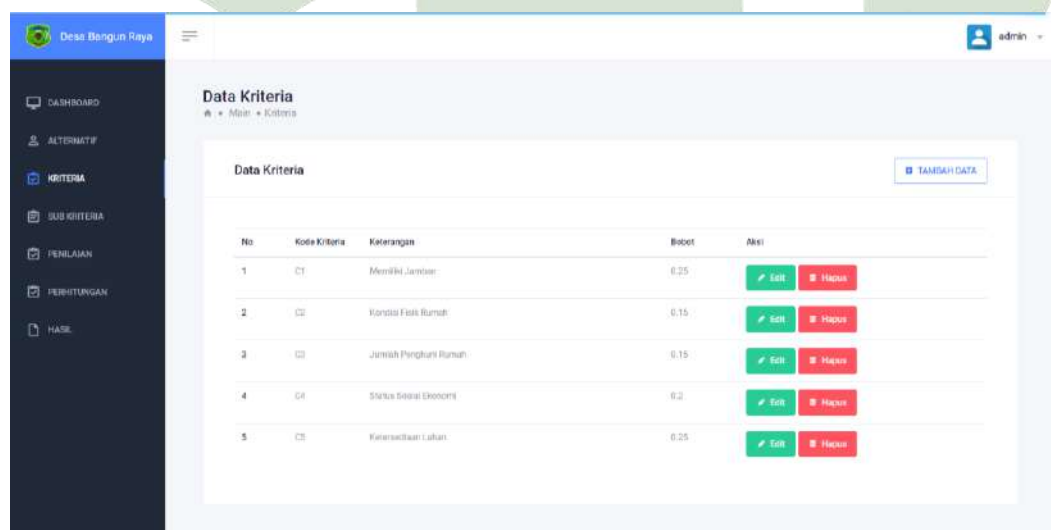 Desa Bangun Raya
admin
DASHBOARD
ALTERNATIF
KRITERIA
SUB KRITERIA
PENILAIAN
PERHITUNGAN
HASIL
Data Kriteria
Main • Kriteria
Data Kriteria
TAMBAH DATA
No Kode Kriteria Keterangan Bobot Aksi
1 C1 Memiliki Jamban 0.25 Edit Hapus
2 C2 Kondisi Fisik Rumah 0.15 Edit Hapus
3 C3 Jumlah Penghuni Rumah 0.15 Edit Hapus
4 C4 Status Sosial Ekonomi 0.2 Edit Hapus
5 C5 Ketersediaan Lahan 0.25 Edit Hapus